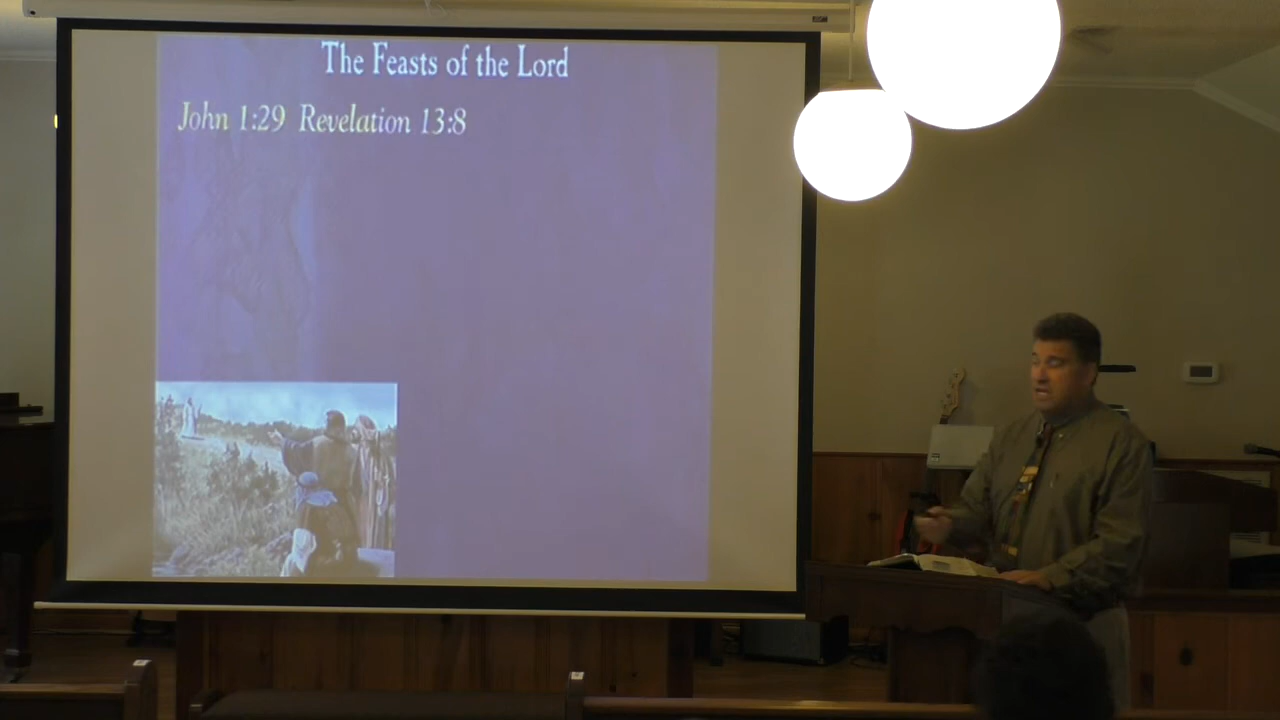 The Feasts of the Lord
John 1:29 Revelation 13:8